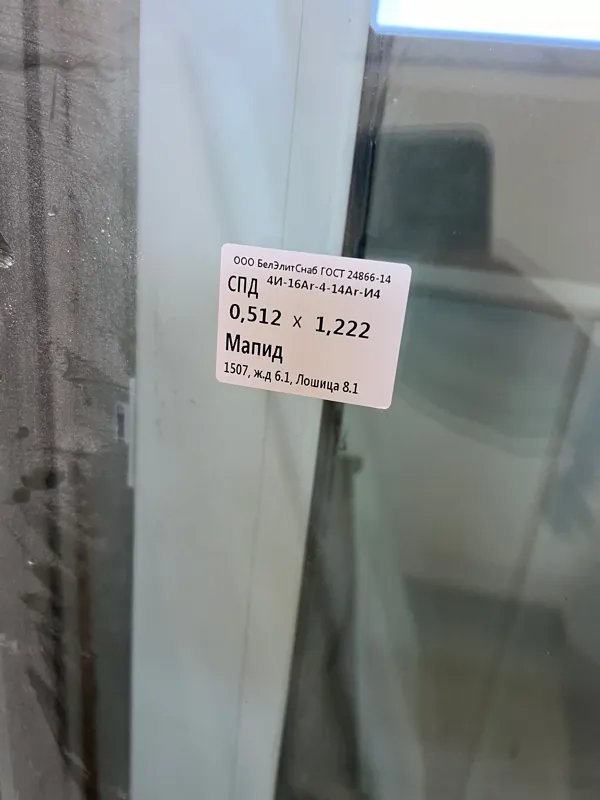 ООО БелЭлитСнаб ГОСТ 24866-14
СПД 4И-16Ar-4-14Ar-И4
0,512 x 1,222
Мапид
1507, ж.д 6.1, Лошица 8.1